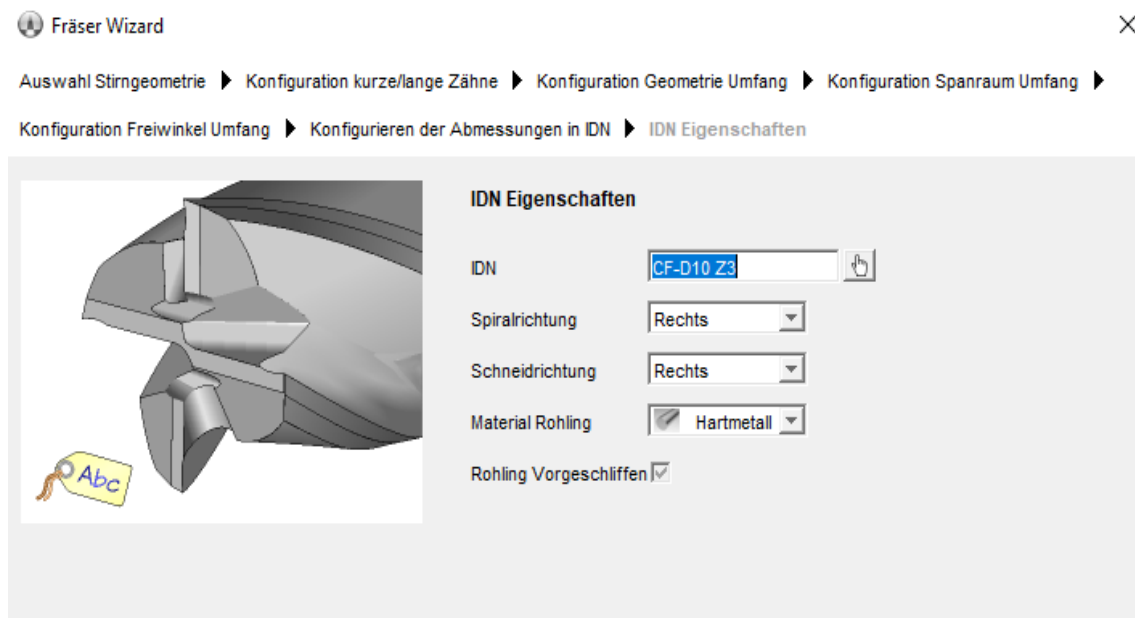 Fräser Wizard
Auswahl Stirngeometrie ▶ Konfiguration kurze/lange Zähne ▶ Konfiguration Geometrie Umfang ▶ Konfiguration Spanraum Umfang ▶
Konfiguration Freiwinkel Umfang ▶ Konfigurieren der Abmessungen in IDN ▶ IDN Eigenschaften
IDN Eigenschaften
IDN CF-D10 Z3
Spiralrichtung Rechts
Schneidrichtung Rechts
Material Rohling Hartmetall
Rohling Vorgeschliffen
Abc